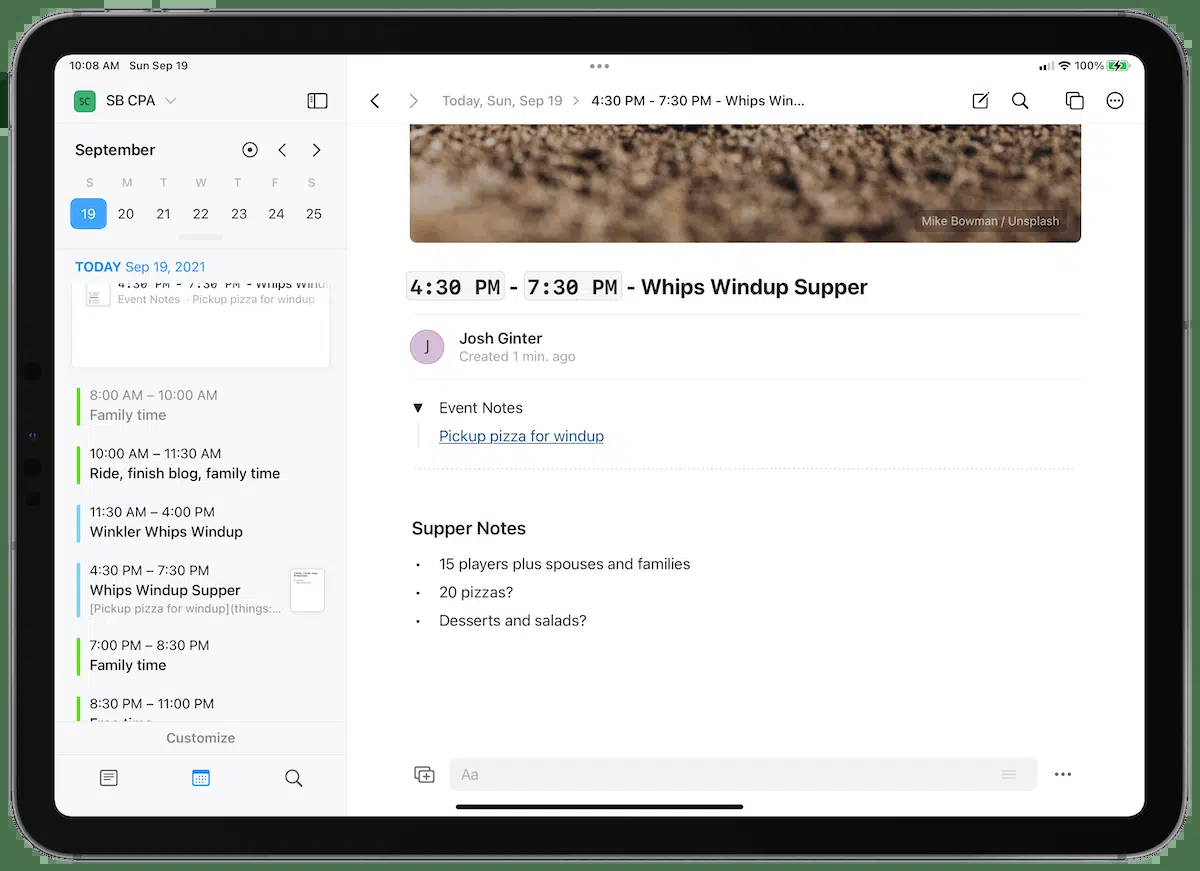 10:08 AM Sun Sep 19
100%
SC SB CPA
Today, Sun, Sep 19 > 4:30 PM - 7:30 PM - Whips Win...
September
S M T W T F S
19 20 21 22 23 24 25
TODAY Sep 19, 2021
4:30 PM - 7:30 PM - Whips Wind
Event Notes · Pickup pizza for windup
8:00 AM – 10:00 AM
Family time
10:00 AM – 11:30 AM
Ride, finish blog, family time
11:30 AM – 4:00 PM
Winkler Whips Windup
4:30 PM – 7:30 PM
Whips Windup Supper
[Pickup pizza for windup](things:...
7:00 PM – 8:30 PM
Family time
8:30 PM – 11:00 PM
Free time
Customize
Mike Bowman / Unsplash
4:30 PM - 7:30 PM - Whips Windup Supper
J
Josh Ginter
Created 1 min. ago
▼ Event Notes
Pickup pizza for windup
Supper Notes
• 15 players plus spouses and families
• 20 pizzas?
• Desserts and salads?
Aa